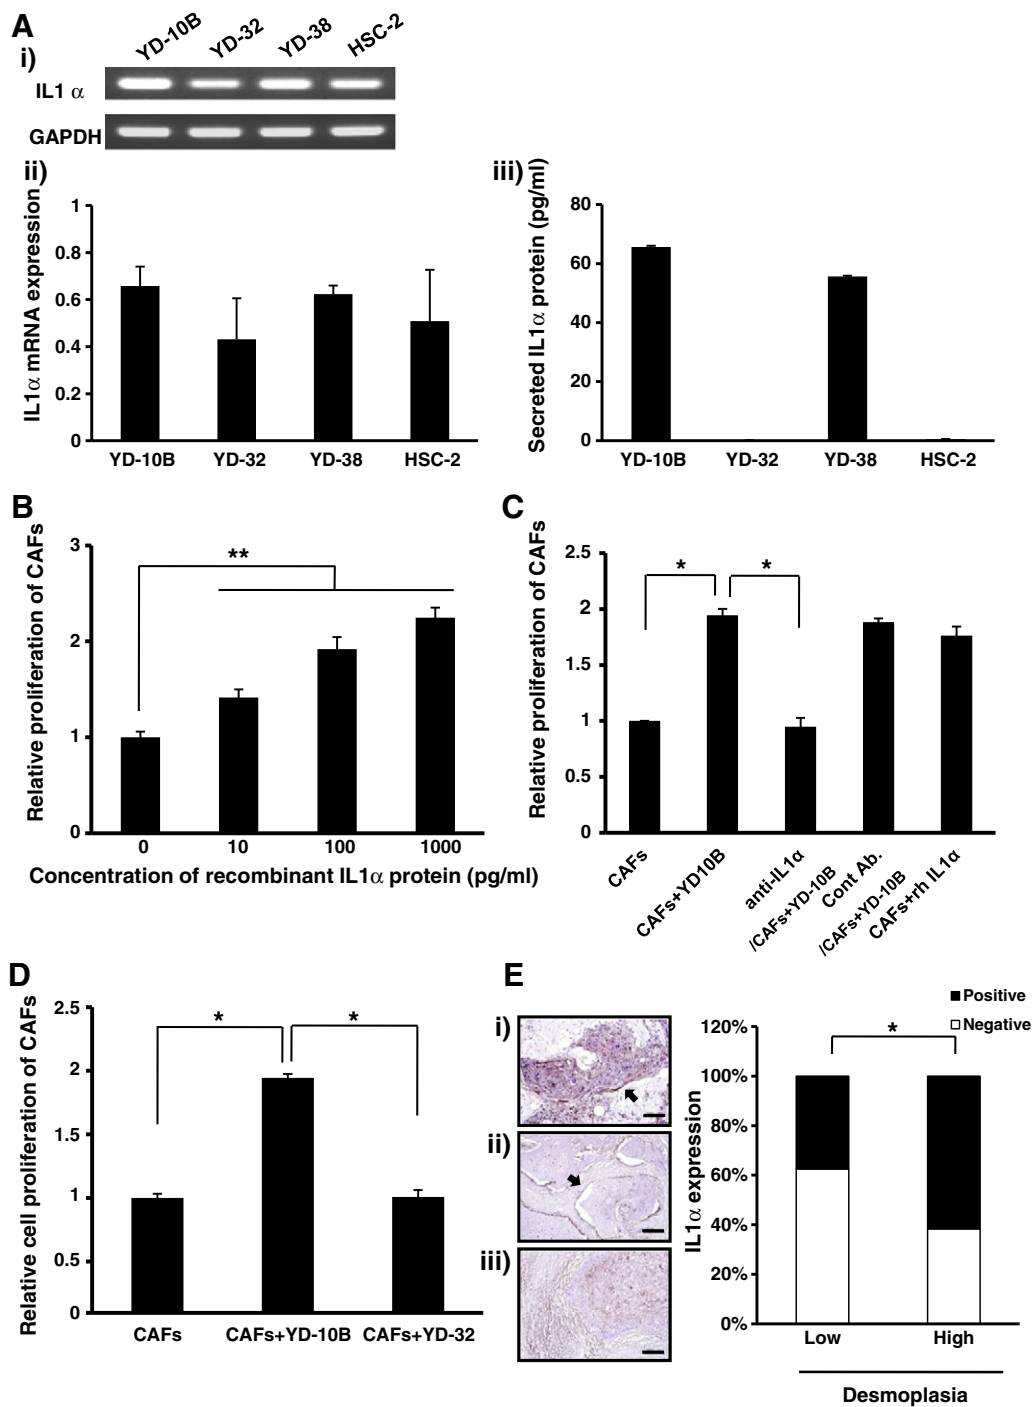 A
i)
YD-10B YD-32 YD-38 HSC-2
IL1 α
GAPDH
ii)
IL1α mRNA expression
1
0.8
0.6
0.4
0.2
0
YD-10B YD-32 YD-38 HSC-2
iii)
Secreted IL1α protein (pg/ml)
80
60
40
20
0
YD-10B YD-32 YD-38 HSC-2
B
Relative proliferation of CAFs
3
2
1
0
**
0 10 100 1000
Concentration of recombinant IL1α protein (pg/ml)
C
Relative proliferation of CAFs
2.5
2
1.5
1
0.5
0
* *
CAFs
CAFs+YD10B
anti-IL1α
/CAFs+YD-10B
Cont Ab.
/CAFs+YD-10B
CAFs+rh IL1α
D
Relative cell proliferation of CAFs
2.5
2
1.5
1
0.5
0
* *
CAFs CAFs+YD-10B CAFs+YD-32
E
i)
ii)
iii)
Positive
Negative
IL1α expression
120%
100%
80%
60%
40%
20%
0%
*
Low High
Desmoplasia